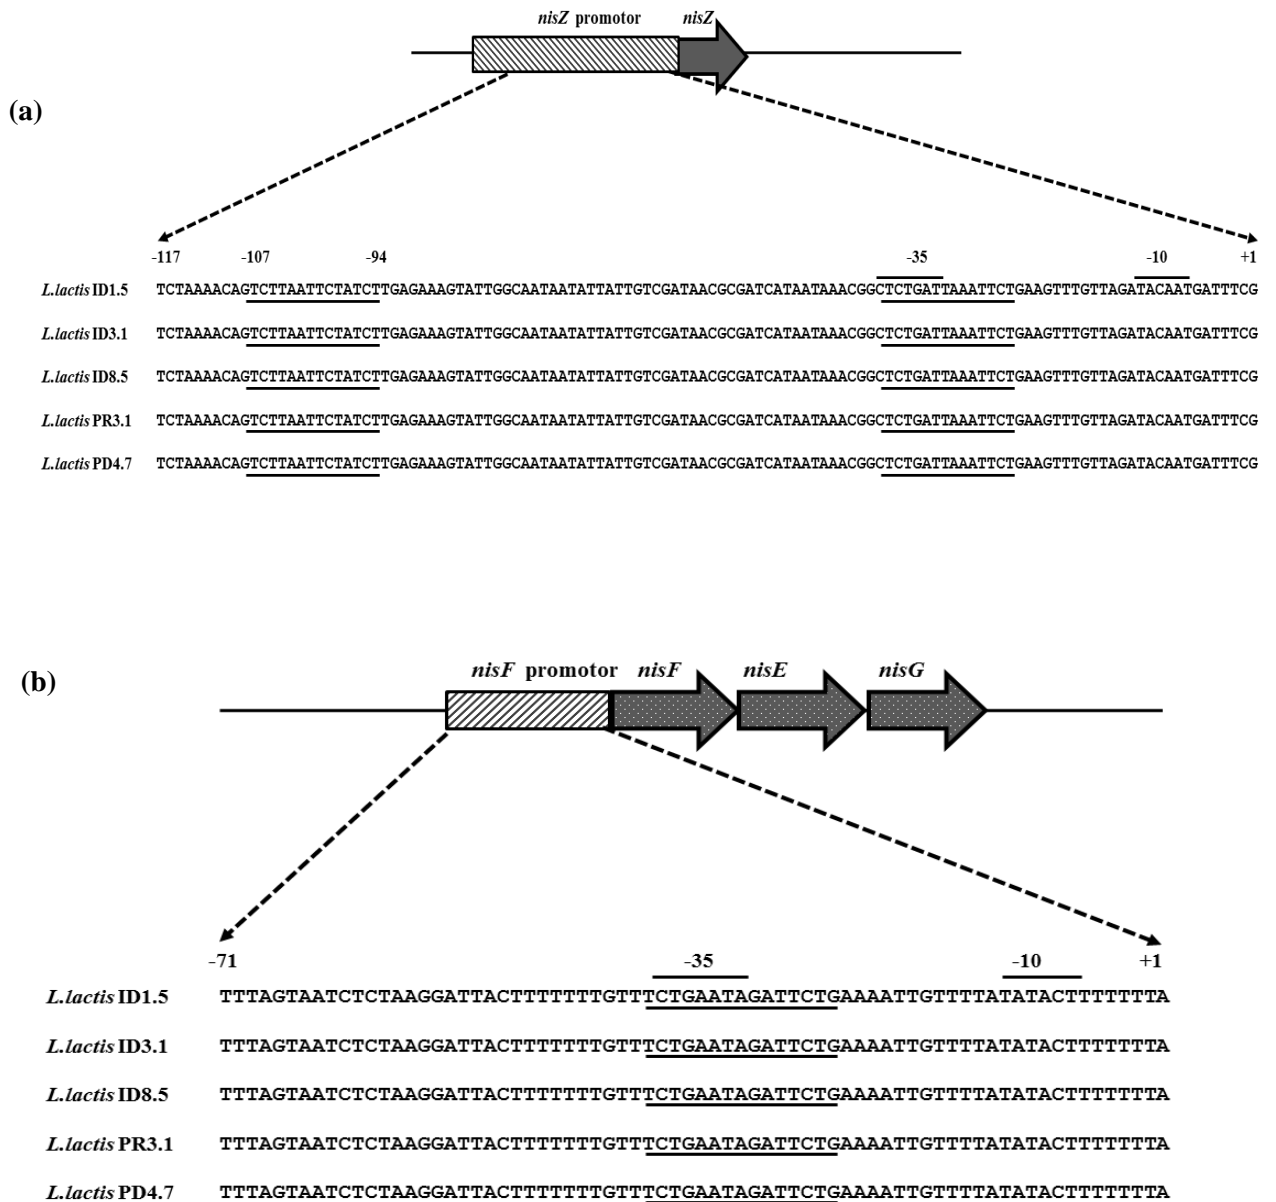 nisZ promotor nisZ
(a)
-117 -107 -94 -35 -10 +1
L.lactis ID1.5 TCTAAAACAGTCTTAATTCTATCTTGAGAAAGTATTGGCAATAATATTATTGTCGATAACGCGATCATAATAAACGGCTCTGATTAAATTCTGAAGTTTGTTAGATACAATGATTTCG
L.lactis ID3.1 TCTAAAACAGTCTTAATTCTATCTTGAGAAAGTATTGGCAATAATATTATTGTCGATAACGCGATCATAATAAACGGCTCTGATTAAATTCTGAAGTTTGTTAGATACAATGATTTCG
L.lactis ID8.5 TCTAAAACAGTCTTAATTCTATCTTGAGAAAGTATTGGCAATAATATTATTGTCGATAACGCGATCATAATAAACGGCTCTGATTAAATTCTGAAGTTTGTTAGATACAATGATTTCG
L.lactis PR3.1 TCTAAAACAGTCTTAATTCTATCTTGAGAAAGTATTGGCAATAATATTATTGTCGATAACGCGATCATAATAAACGGCTCTGATTAAATTCTGAAGTTTGTTAGATACAATGATTTCG
L.lactis PD4.7 TCTAAAACAGTCTTAATTCTATCTTGAGAAAGTATTGGCAATAATATTATTGTCGATAACGCGATCATAATAAACGGCTCTGATTAAATTCTGAAGTTTGTTAGATACAATGATTTCG
nisF promotor nisF nisE nisG
(b)
-71 -35 -10 +1
L.lactis ID1.5 TTTAGTAATCTCTAAGGATTACTTTTTTTGTTTCTGAATAGATTCTGAAAATTGTTTTATATACTTTTTTTA
L.lactis ID3.1 TTTAGTAATCTCTAAGGATTACTTTTTTTGTTTCTGAATAGATTCTGAAAATTGTTTTATATACTTTTTTTA
L.lactis ID8.5 TTTAGTAATCTCTAAGGATTACTTTTTTTGTTTCTGAATAGATTCTGAAAATTGTTTTATATACTTTTTTTA
L.lactis PR3.1 TTTAGTAATCTCTAAGGATTACTTTTTTTGTTTCTGAATAGATTCTGAAAATTGTTTTATATACTTTTTTTA
L.lactis PD4.7 TTTAGTAATCTCTAAGGATTACTTTTTTTGTTTCTGAATAGATTCTGAAAATTGTTTTATATACTTTTTTTA